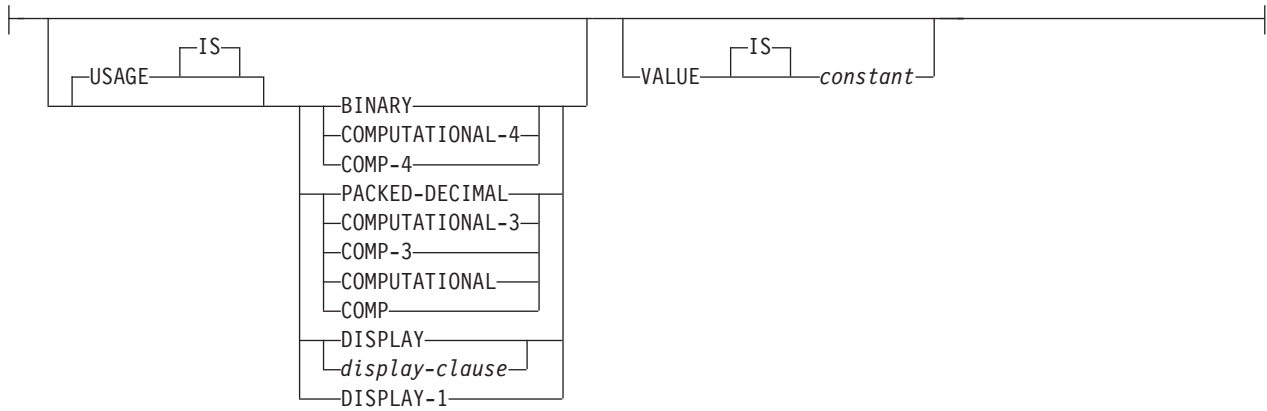 IS IS
USAGE VALUE constant
BINARY
COMPUTATIONAL-4
COMP-4
PACKED-DECIMAL
COMPUTATIONAL-3
COMP-3
COMPUTATIONAL
COMP
DISPLAY
display-clause
DISPLAY-1